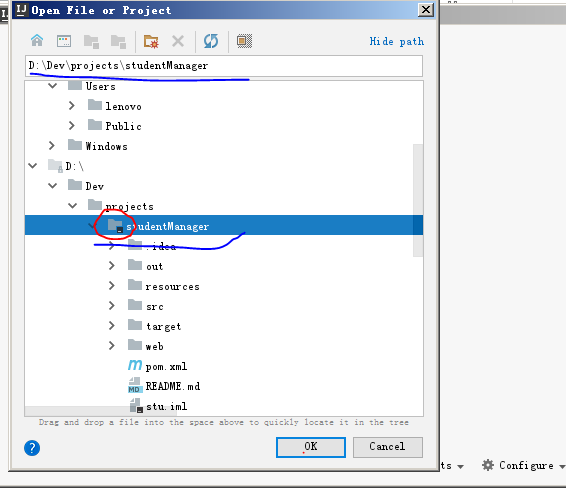 Open File or Project
Hide path
D:\Dev\projects\studentManager
Users
lenovo
Public
Windows
D:\
Dev
projects
studentManager
.idea
out
resources
src
target
web
pom.xml
MD
README.md
stu.iml
Drag and drop a file into the space above to quickly locate it in the tree
?
OK
Cancel
ts
Configure